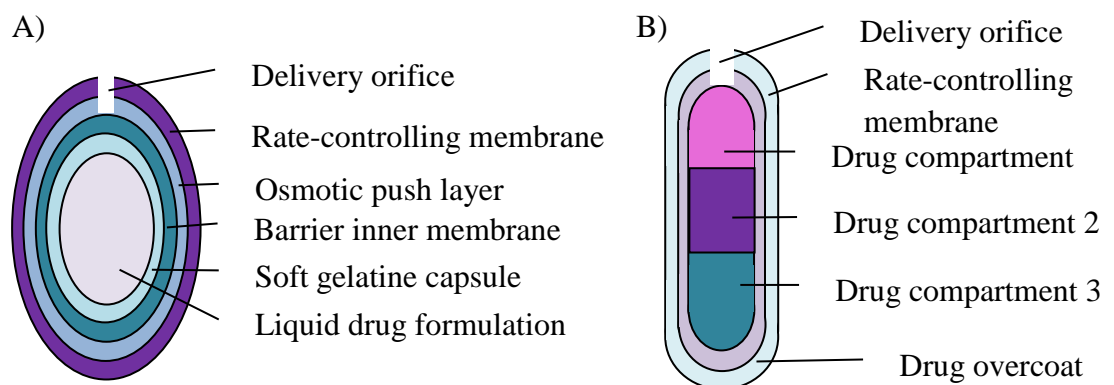 A)
Delivery orifice
Rate-controlling membrane
Osmotic push layer
Barrier inner membrane
Soft gelatine capsule
Liquid drug formulation
B)
Delivery orifice
Rate-controlling
membrane
Drug compartment
Drug compartment 2
Drug compartment 3
Drug overcoat